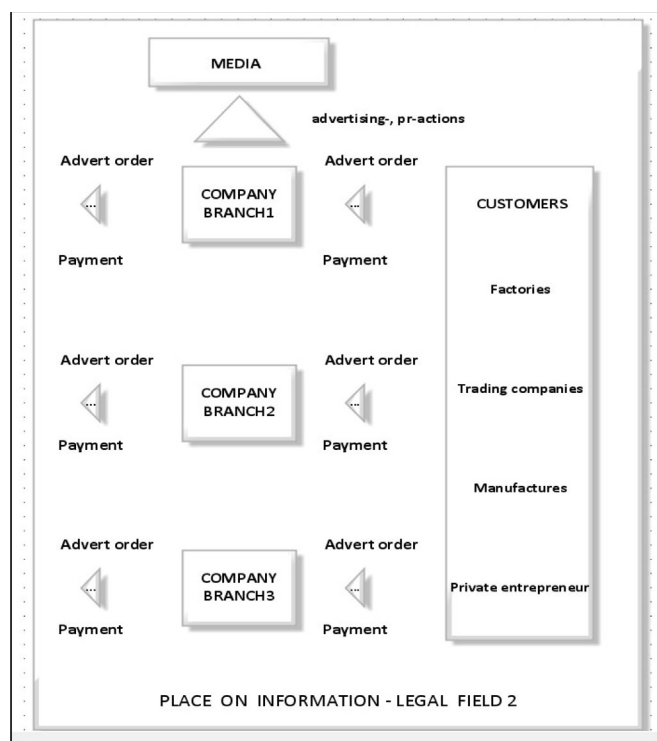 MEDIA
advertising-, pr-actions
Advert order
Advert order
COMPANY
BRANCH1
CUSTOMERS
...
...
Payment
Payment
Factories
Advert order
Advert order
COMPANY
BRANCH2
Trading companies
...
...
Payment
Payment
Manufactures
Advert order
Advert order
COMPANY
BRANCH3
Private entrepreneur
...
...
Payment
Payment
PLACE ON INFORMATION - LEGAL FIELD 2